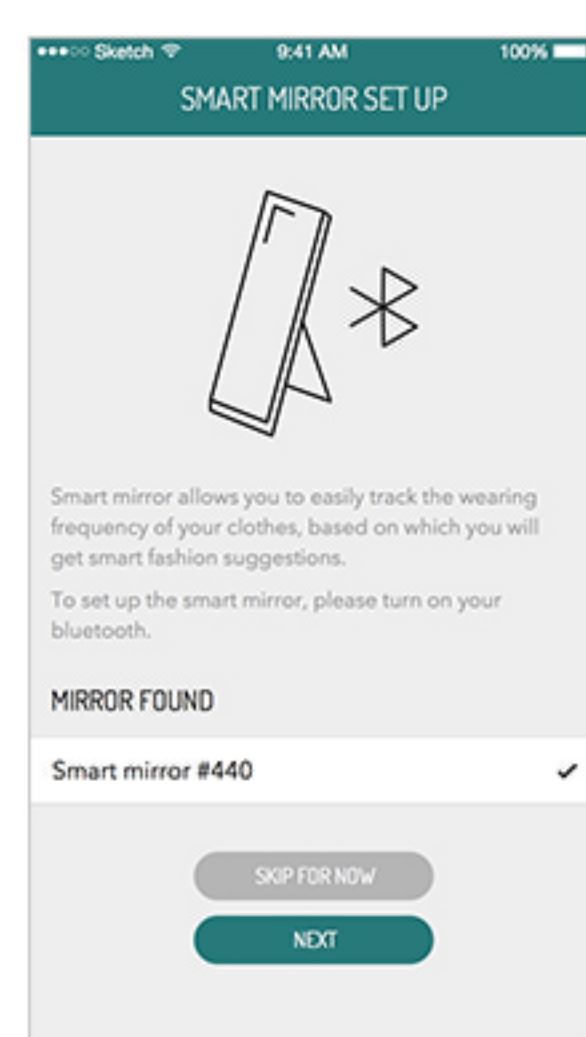 Sketch 9:41 AM 100%
SMART MIRROR SET UP
Smart mirror allows you to easily track the wearing
frequency of your clothes, based on which you will
get smart fashion suggestions.
To set up the smart mirror, please turn on your
bluetooth.
MIRROR FOUND
Smart mirror #440
SKIP FOR NOW
NEXT